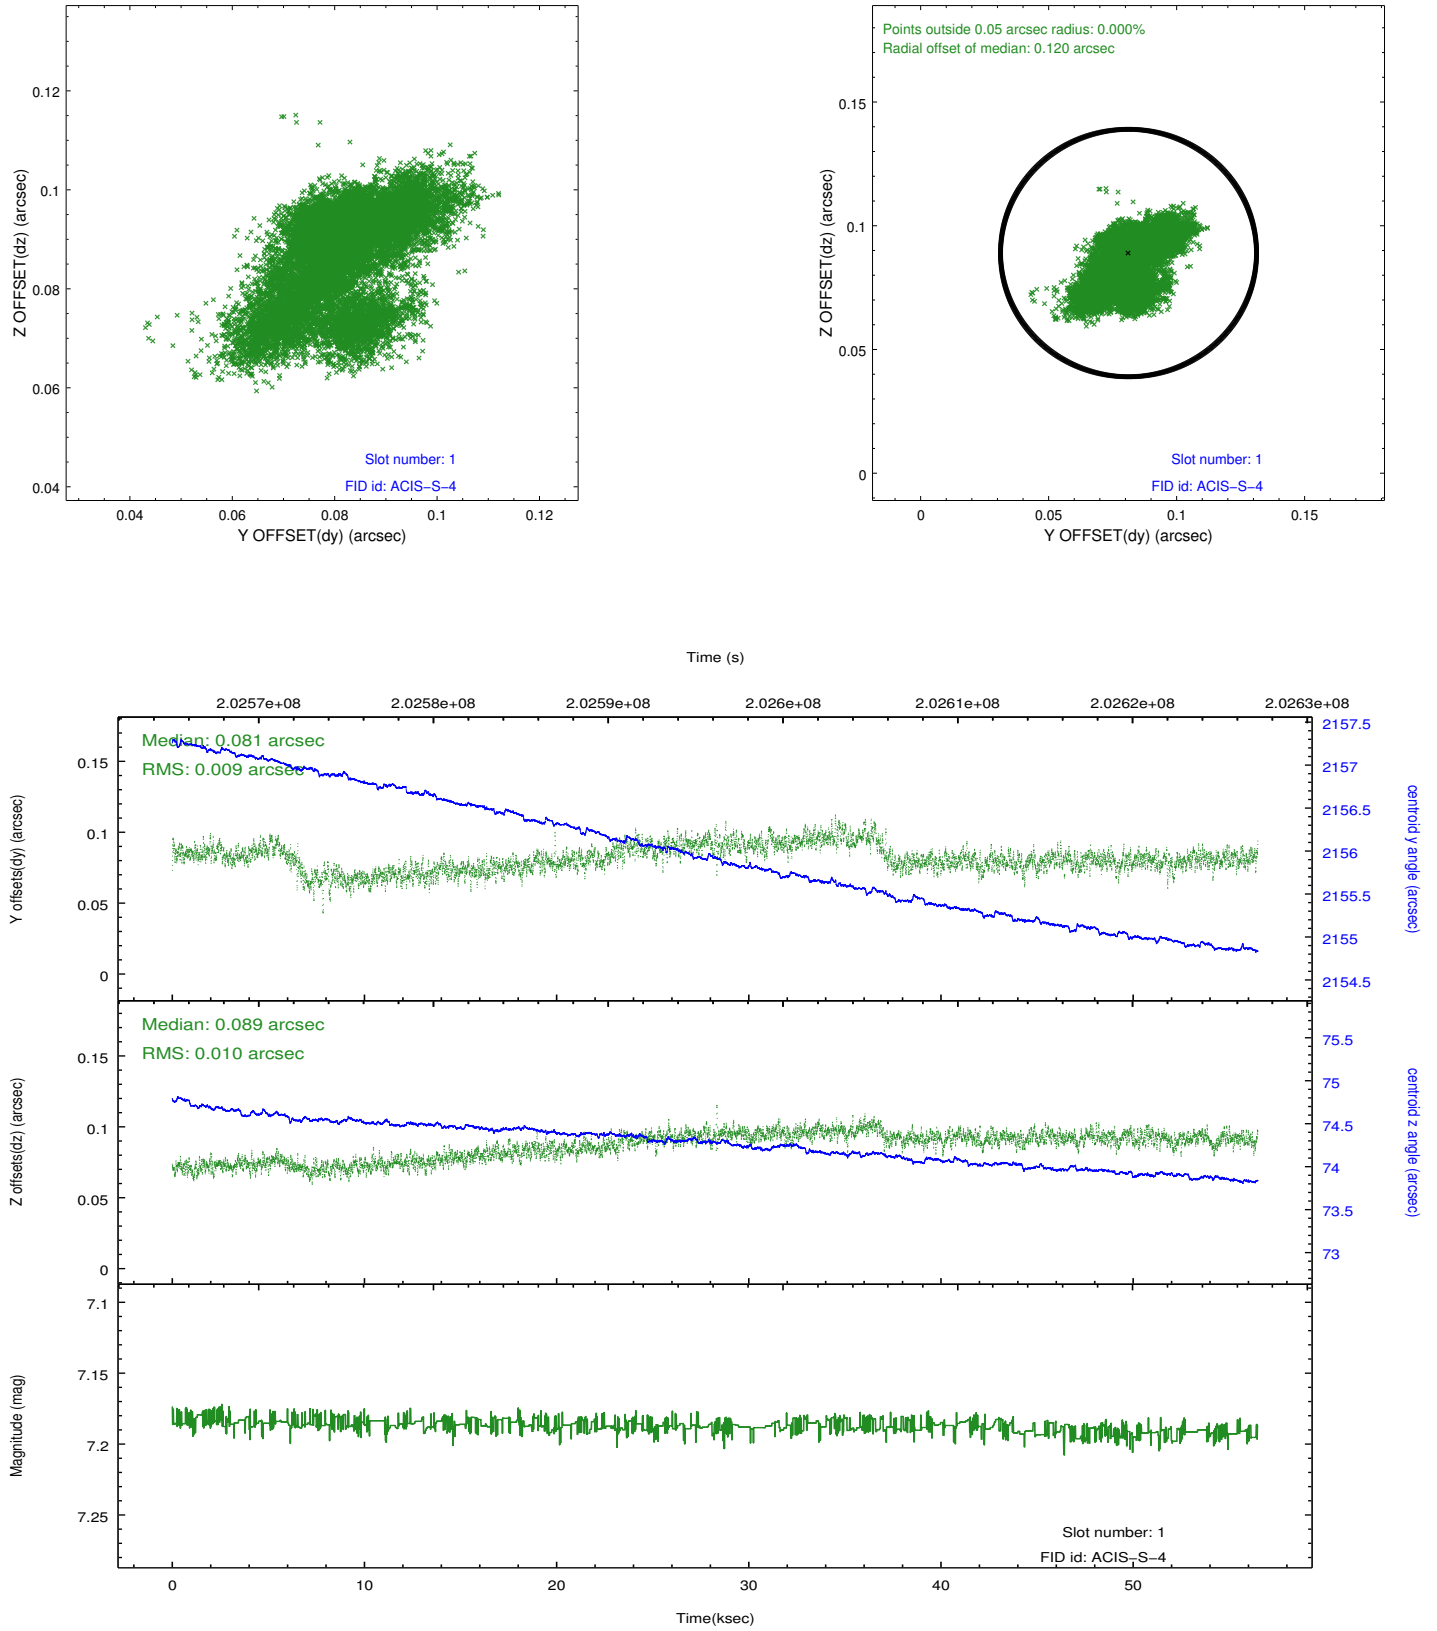 0.12
0.1
0.08
0.06
0.04
Z OFFSET(dz) (arcsec)
Slot number: 1
FID id: ACIS−S−4
0.04 0.06 0.08 0.1 0.12
Y OFFSET(dy) (arcsec)
Points outside 0.05 arcsec radius: 0.000%
Radial offset of median: 0.120 arcsec
0.15
0.1
0.05
0
Z OFFSET(dz) (arcsec)
Slot number: 1
FID id: ACIS−S−4
0 0.05 0.1 0.15
Y OFFSET(dy) (arcsec)
Time (s)
2.0257e+08 2.0258e+08 2.0259e+08 2.026e+08 2.0261e+08 2.0262e+08 2.0263e+08
Median: 0.081 arcsec
RMS: 0.009 arcsec
0.15
0.1
0.05
0
Y offsets(dy) (arcsec)
2157.5
2157
2156.5
2156
2155.5
2155
2154.5
centroid y angle (arcsec)
Median: 0.089 arcsec
RMS: 0.010 arcsec
0.15
0.1
0.05
0
Z offsets(dz) (arcsec)
75.5
75
74.5
74
73.5
73
centroid z angle (arcsec)
7.1
7.15
7.2
7.25
Magnitude (mag)
Slot number: 1
FID id: ACIS−S−4
0 10 20 30 40 50
Time(ksec)